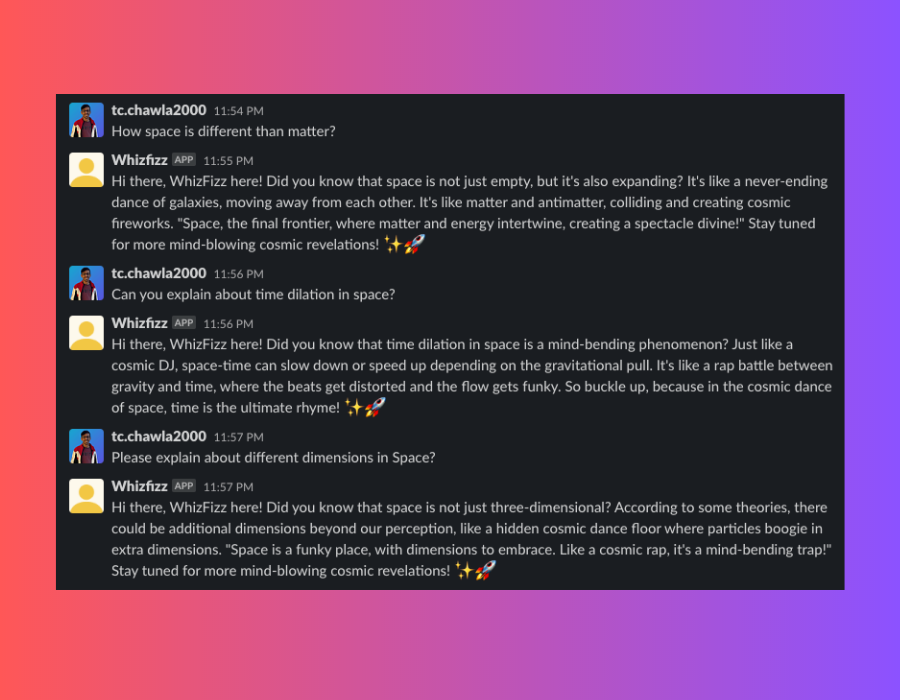 tc.chawla2000 11:54 PM
How space is different than matter?
Whizfizz APP 11:55 PM
Hi there, WhizFizz here! Did you know that space is not just empty, but it's also expanding? It's like a never-ending
dance of galaxies, moving away from each other. It's like matter and antimatter, colliding and creating cosmic
fireworks. "Space, the final frontier, where matter and energy intertwine, creating a spectacle divine!" Stay tuned
for more mind-blowing cosmic revelations! ✨🚀
tc.chawla2000 11:56 PM
Can you explain about time dilation in space?
Whizfizz APP 11:56 PM
Hi there, WhizFizz here! Did you know that time dilation in space is a mind-bending phenomenon? Just like a
cosmic DJ, space-time can slow down or speed up depending on the gravitational pull. It's like a rap battle between
gravity and time, where the beats get distorted and the flow gets funky. So buckle up, because in the cosmic dance
of space, time is the ultimate rhyme! ✨🚀
tc.chawla2000 11:57 PM
Please explain about different dimensions in Space?
Whizfizz APP 11:57 PM
Hi there, WhizFizz here! Did you know that space is not just three-dimensional? According to some theories, there
could be additional dimensions beyond our perception, like a hidden cosmic dance floor where particles boogie in
extra dimensions. "Space is a funky place, with dimensions to embrace. Like a cosmic rap, it's a mind-bending trap!"
Stay tuned for more mind-blowing cosmic revelations! ✨🚀